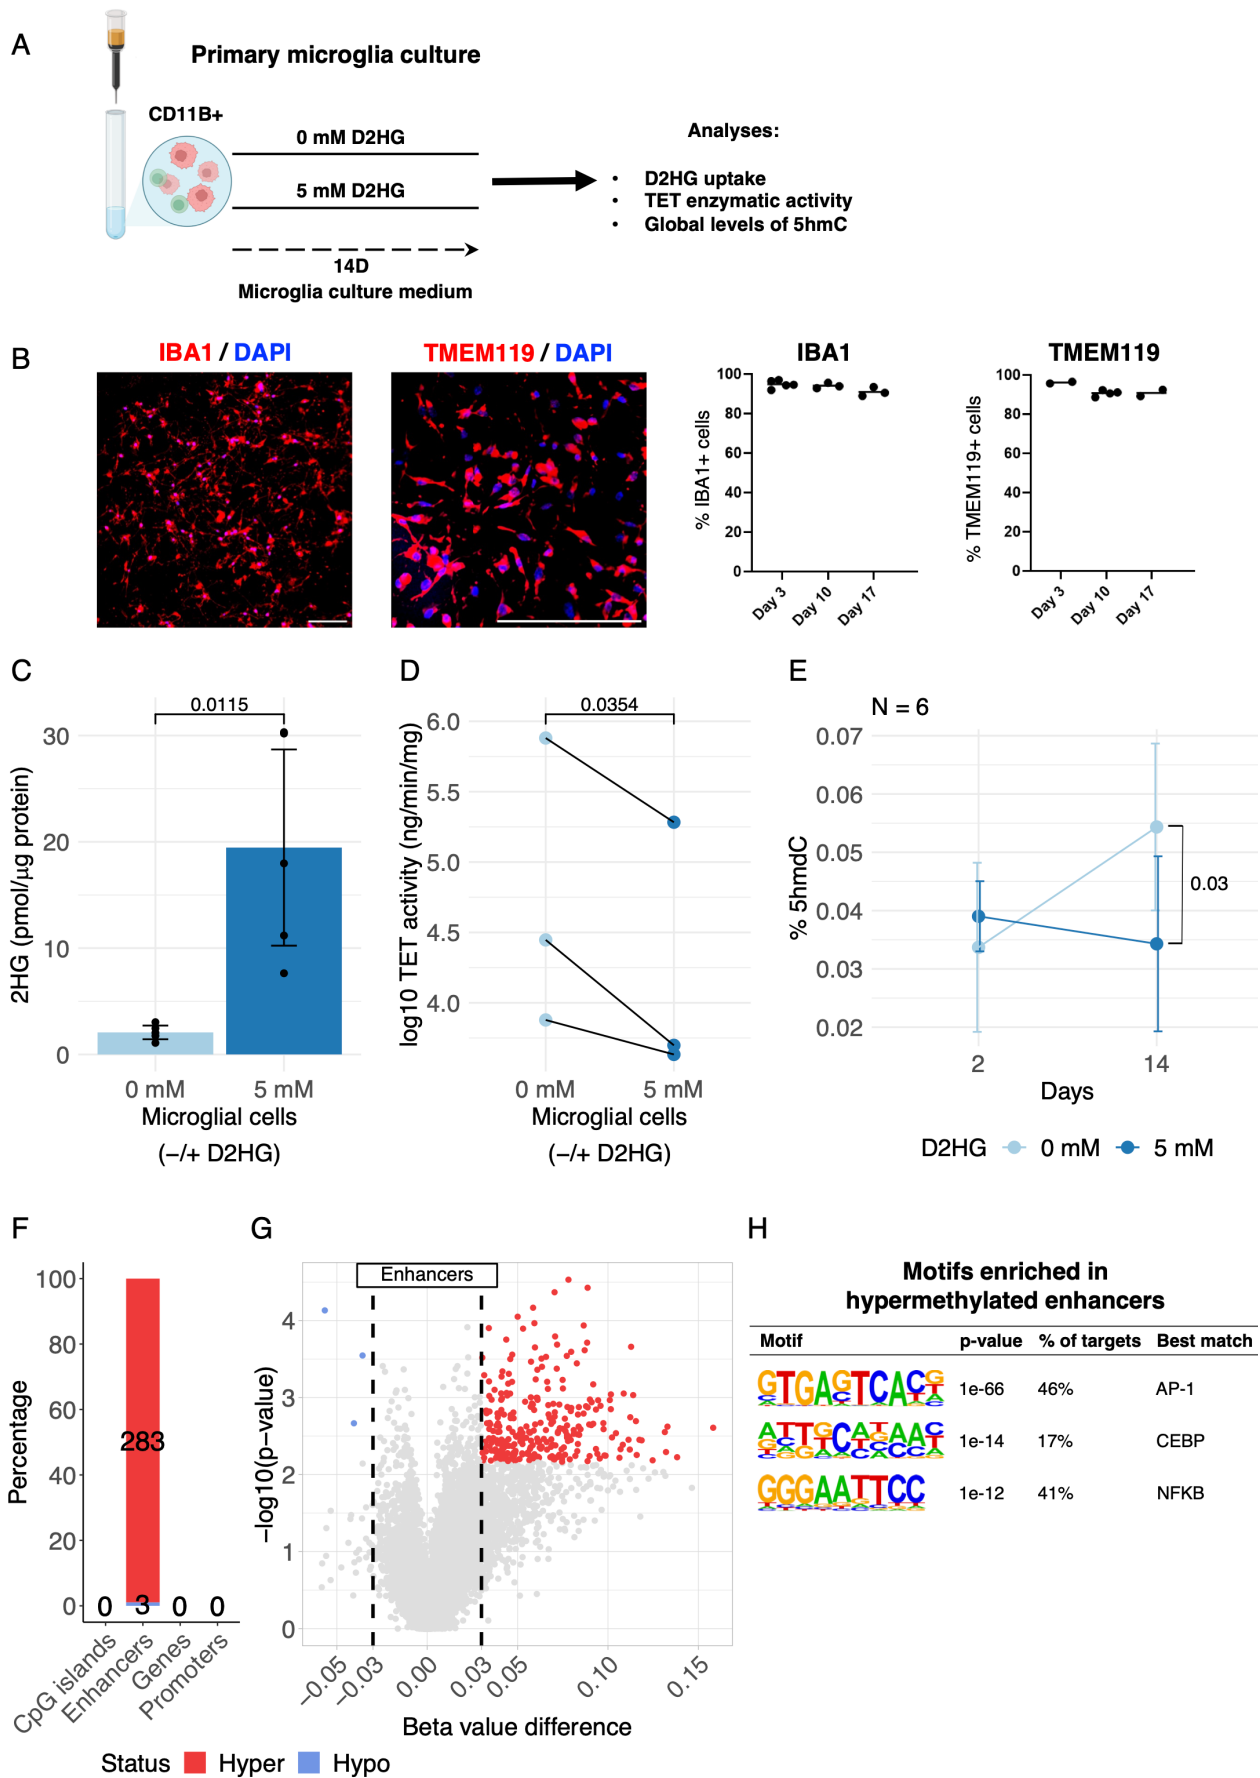 A
Primary microglia culture
CD11B+
0 mM D2HG
5 mM D2HG
14D
Microglia culture medium
Analyses:
• D2HG uptake
• TET enzymatic activity
• Global levels of 5hmC
B
IBA1 / DAPI
TMEM119 / DAPI
IBA1
% IBA1+ cells
100
80
60
40
20
0
Day 3
Day 10
Day 17
TMEM119
% TMEM119+ cells
100
80
60
40
20
0
Day 3
Day 10
Day 17
C
0.0115
2HG (pmol/µg protein)
30
20
10
0
0 mM
5 mM
Microglial cells
(−/+ D2HG)
D
0.0354
log10 TET activity (ng/min/mg)
6.0
5.5
5.0
4.5
4.0
0 mM
5 mM
Microglial cells
(−/+ D2HG)
E
N = 6
% 5hmdC
0.07
0.06
0.05
0.04
0.03
0.02
0.03
2
14
Days
D2HG
0 mM
5 mM
F
Percentage
100
80
60
40
20
0
283
0
3
0
0
CpG islands
Enhancers
Genes
Promoters
Status
Hyper
Hypo
G
Enhancers
−log10(p−value)
4
3
2
1
0
−0.05
−0.03
0.00
0.03
0.05
0.10
0.15
Beta value difference
H
Motifs enriched in
hypermethylated enhancers
Motif p-value % of targets Best match
1e-66 46% AP-1
1e-14 17% CEBP
GGGAATTCC 1e-12 41% NFKB